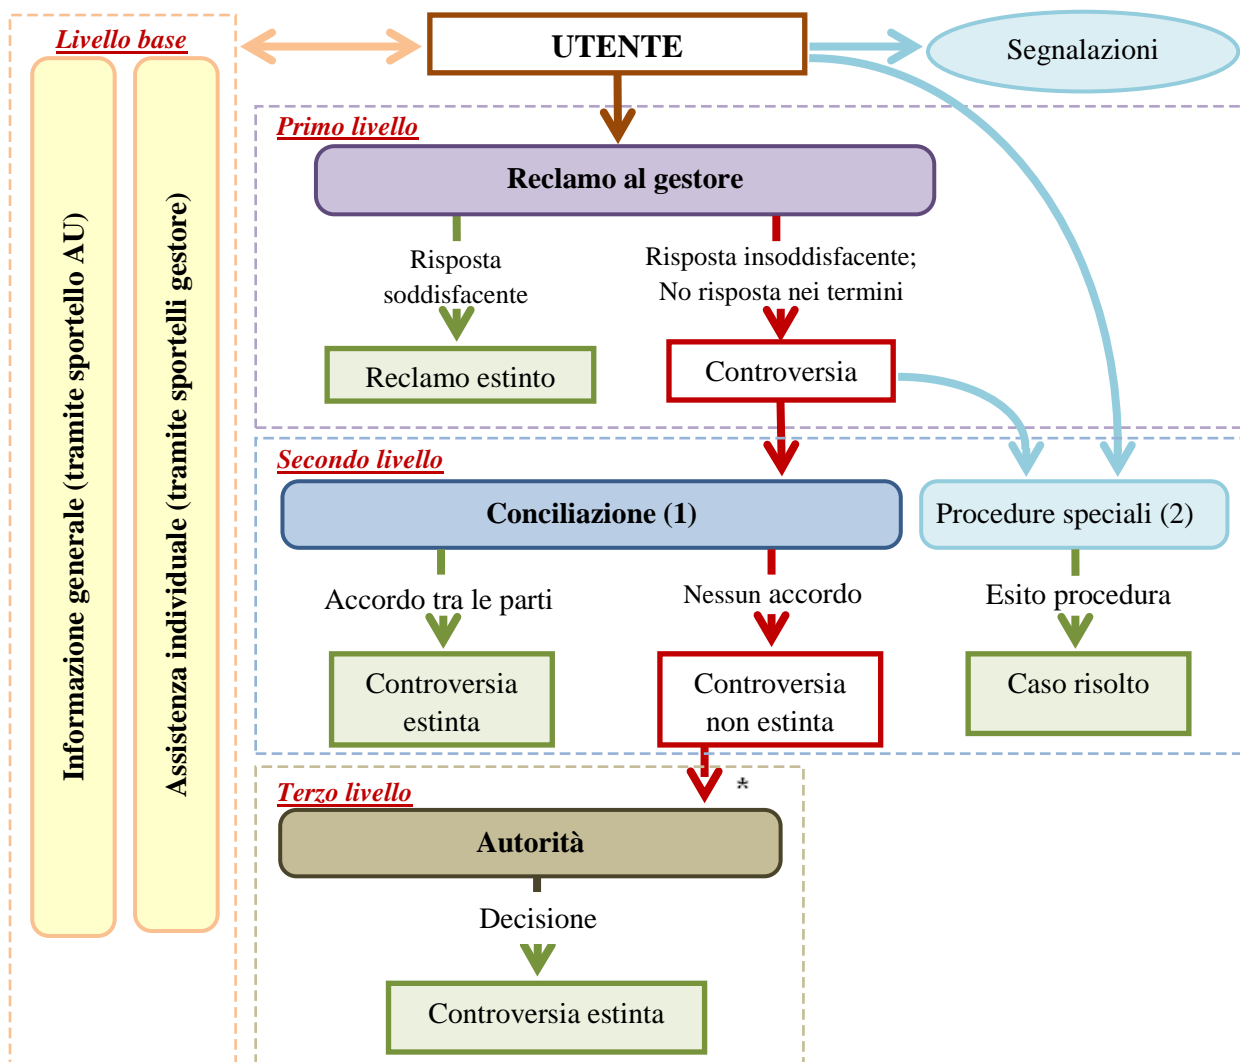 Livello base
UTENTE
Segnalazioni
Informazione generale (tramite sportello AU)
Assistenza individuale (tramite sportelli gestore)
Primo livello
Reclamo al gestore
Risposta
soddisfacente
Risposta insoddisfacente;
No risposta nei termini
Reclamo estinto
Controversia
Secondo livello
Conciliazione (1)
Procedure speciali (2)
Accordo tra le parti
Nessun accordo
Esito procedura
Controversia
estinta
Controversia
non estinta
Caso risolto
*
Terzo livello
Autorità
Decisione
Controversia estinta